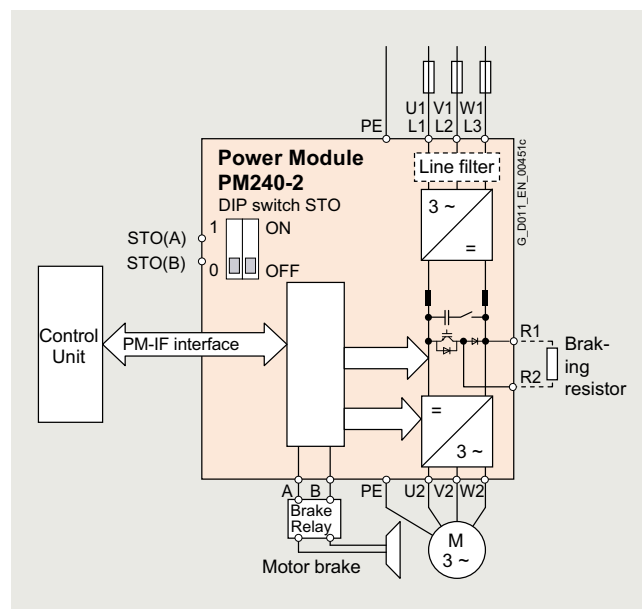 U1 V1 W1
PE L1 L2 L3
Power Module
PM240-2
Line filter
DIP switch STO
G_D011_EN_00451c
3 ~
=
STO(A) 1 ON
STO(B) 0 OFF
Control
Unit
PM-IF interface
R1
Brak-
ing
resistor
R2
=
3 ~
A B PE U2 V2 W2
Brake
Relay
Motor brake
M
3 ~